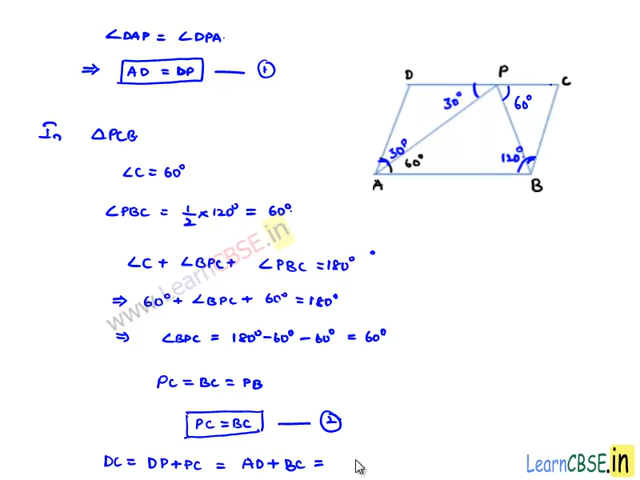 ∠DAP = ∠DPA.
⇒ AD = DP —— ①
In △PCB
∠C = 60°
∠PBC = 1/2 × 120° = 60°.
∠C + ∠BPC + ∠PBC = 180°
⇒ 60° + ∠BPC + 60° = 180°
⇒ ∠BPC = 180° - 60° - 60° = 60°
PC = BC = PB
PC = BC —— ②
DC = DP + PC = AD + BC =
D P C
30° 60°
30° 60° 120°
A B
www.LearnCBSE.in
LearnCBSE.in